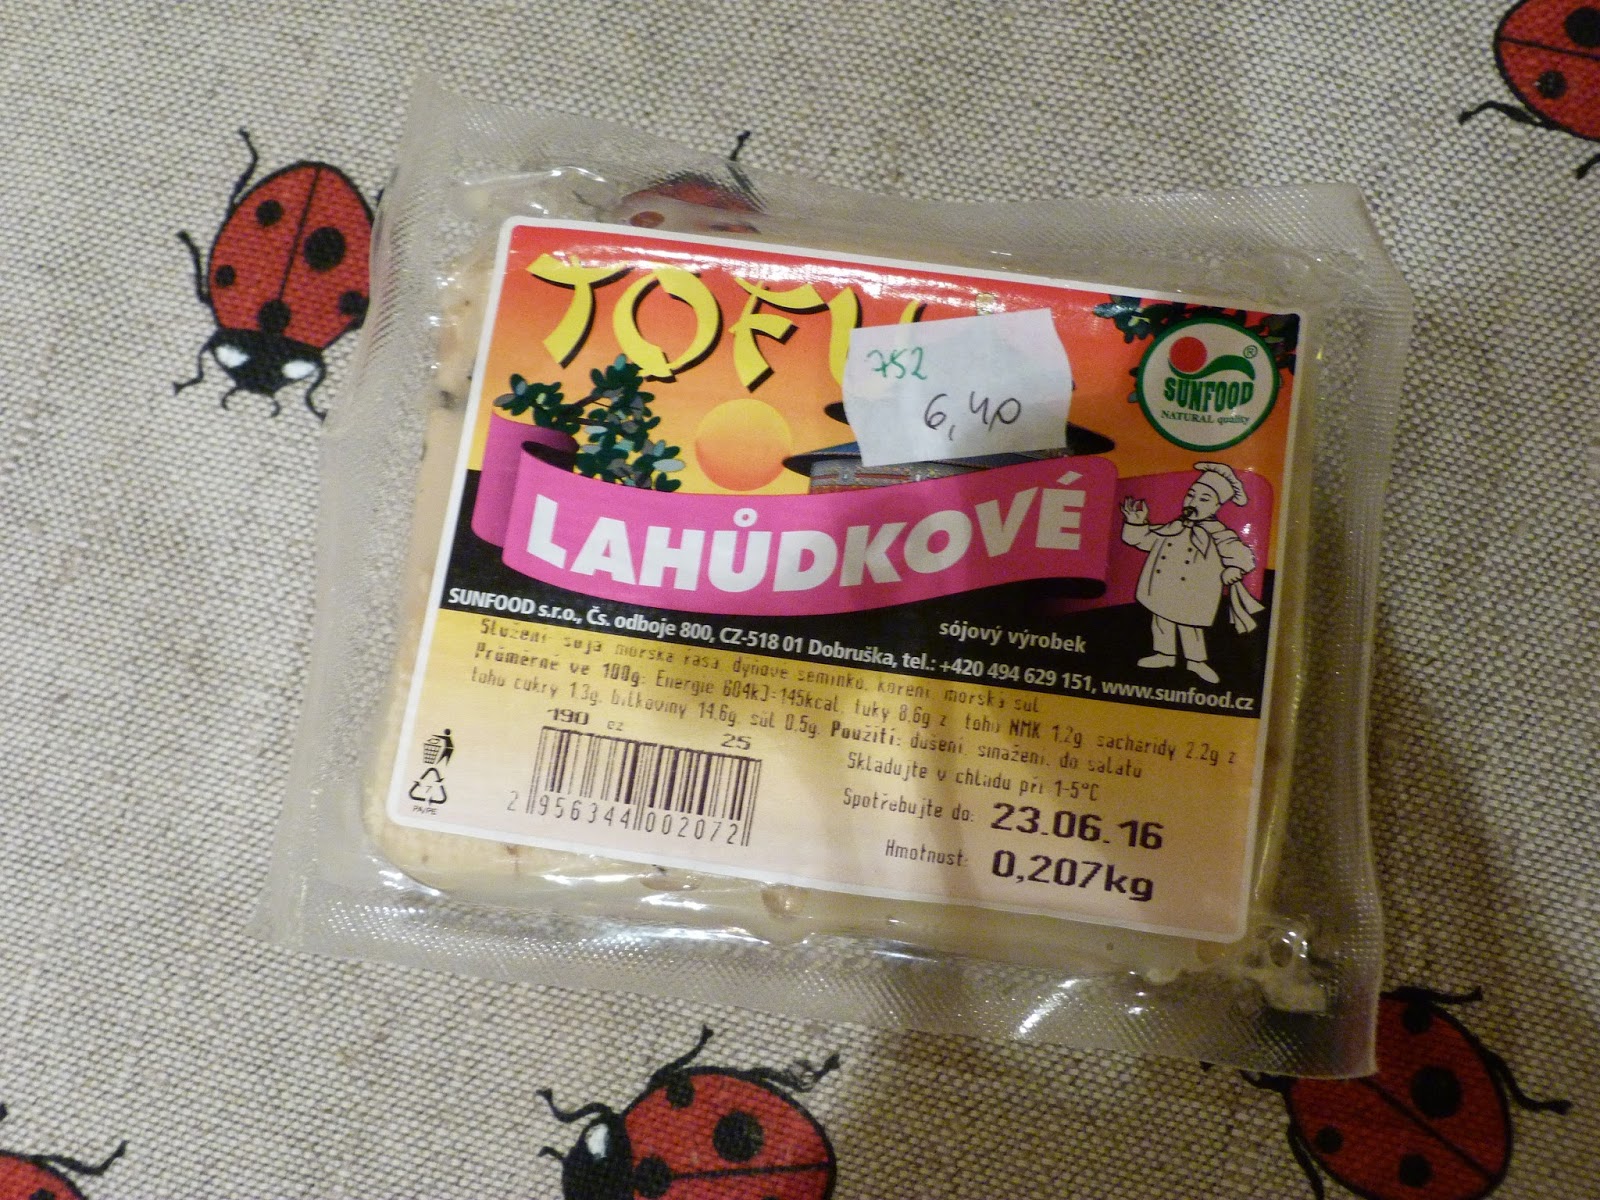 TOFU
752
6,40
SUNFOOD ®
NATURAL quality
LAHŮDKOVÉ
sójový výrobek
SUNFOOD s.r.o., Čs. odboje 800, CZ-518 01 Dobruška, tel.: +420 494 629 151, www.sunfood.cz
Složení: sója mořská řasa, dýňové semínko, koření, mořská sůl
Průměrně ve 100g: Energie 604kJ=145kcal, tuky 8,6g z toho NMK 1,2g sacharidy 2,2g z
toho cukry 1,3g, bílkoviny 14,6g, sůl 0,5g. Použití: dušení, smažení, do salátu
Skladujte v chladu při 1-5°C
190 cz 25
2 956344 002072
Spotřebujte do: 23.06.16
Hmotnost: 0,207kg
7
PA/PE